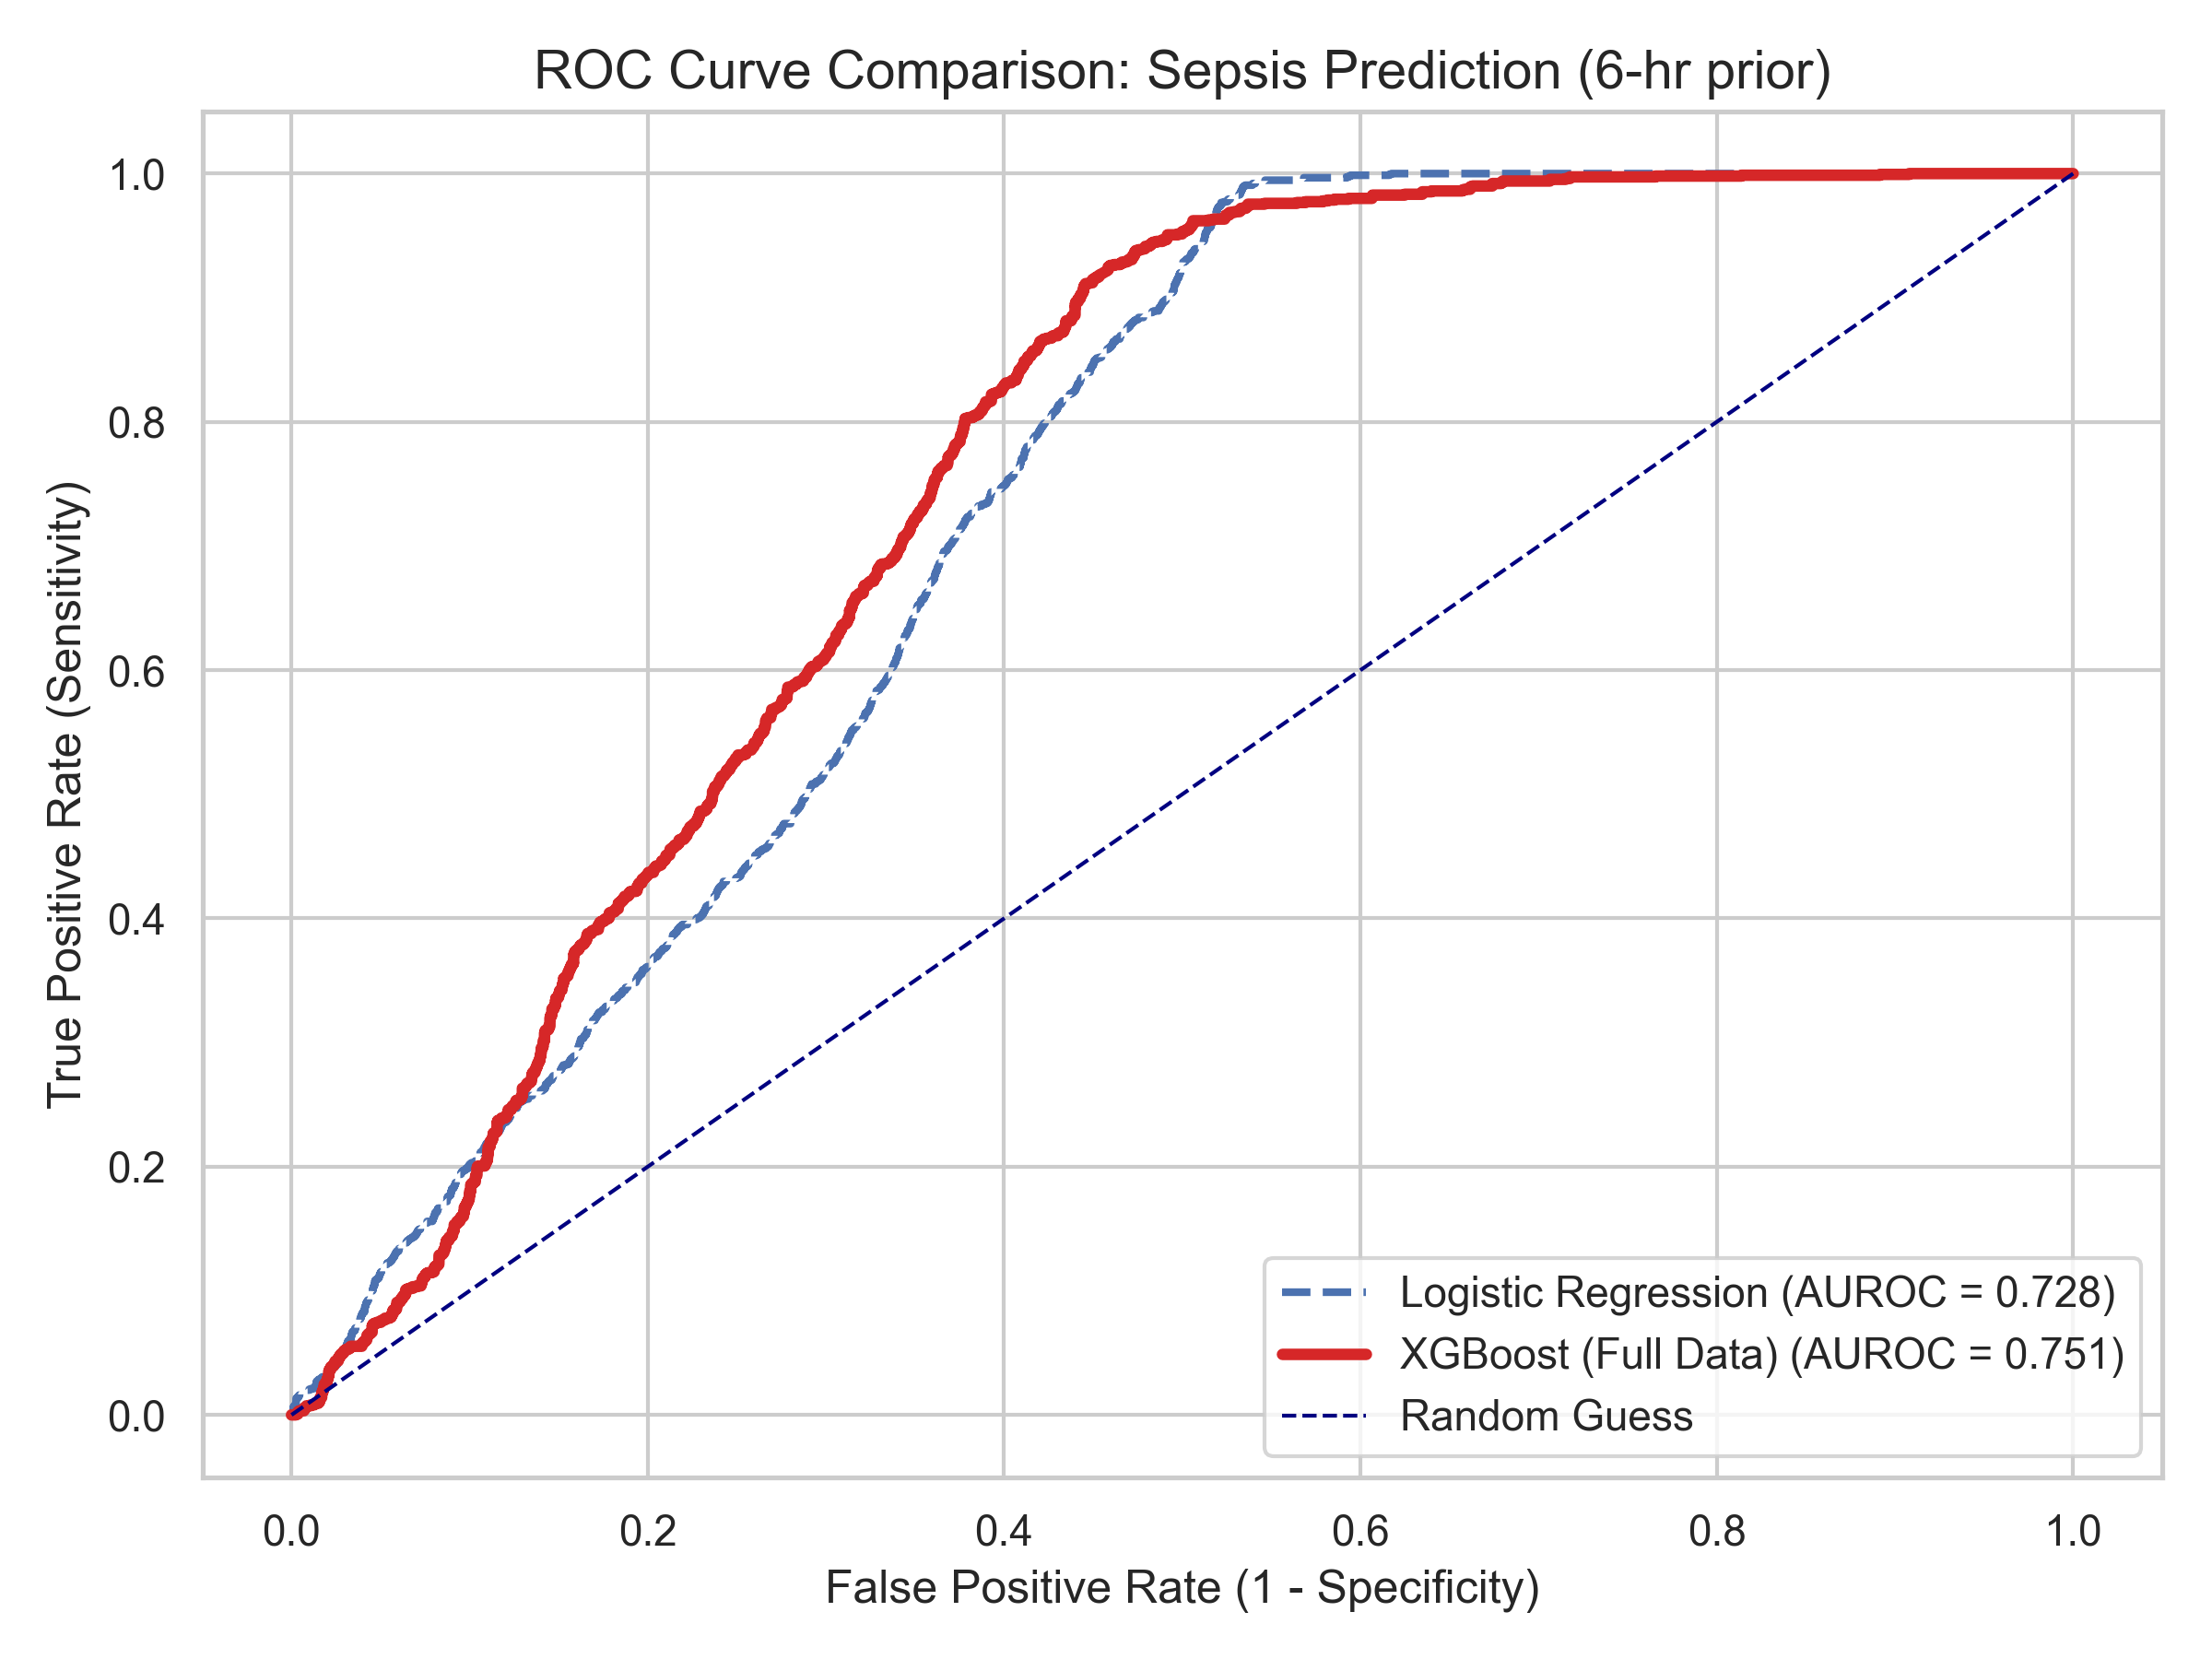 ROC Curve Comparison: Sepsis Prediction (6-hr prior)
True Positive Rate (Sensitivity)
1.0
0.8
0.6
0.4
0.2
0.0
Logistic Regression (AUROC = 0.728)
XGBoost (Full Data) (AUROC = 0.751)
Random Guess
0.0 0.2 0.4 0.6 0.8 1.0
False Positive Rate (1 - Specificity)